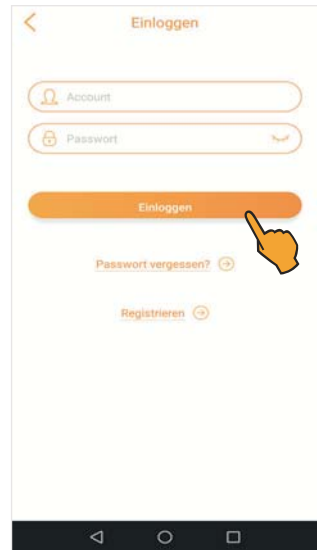 Einloggen
Account
Passwort
Einloggen
Passwort vergessen?
Registrieren